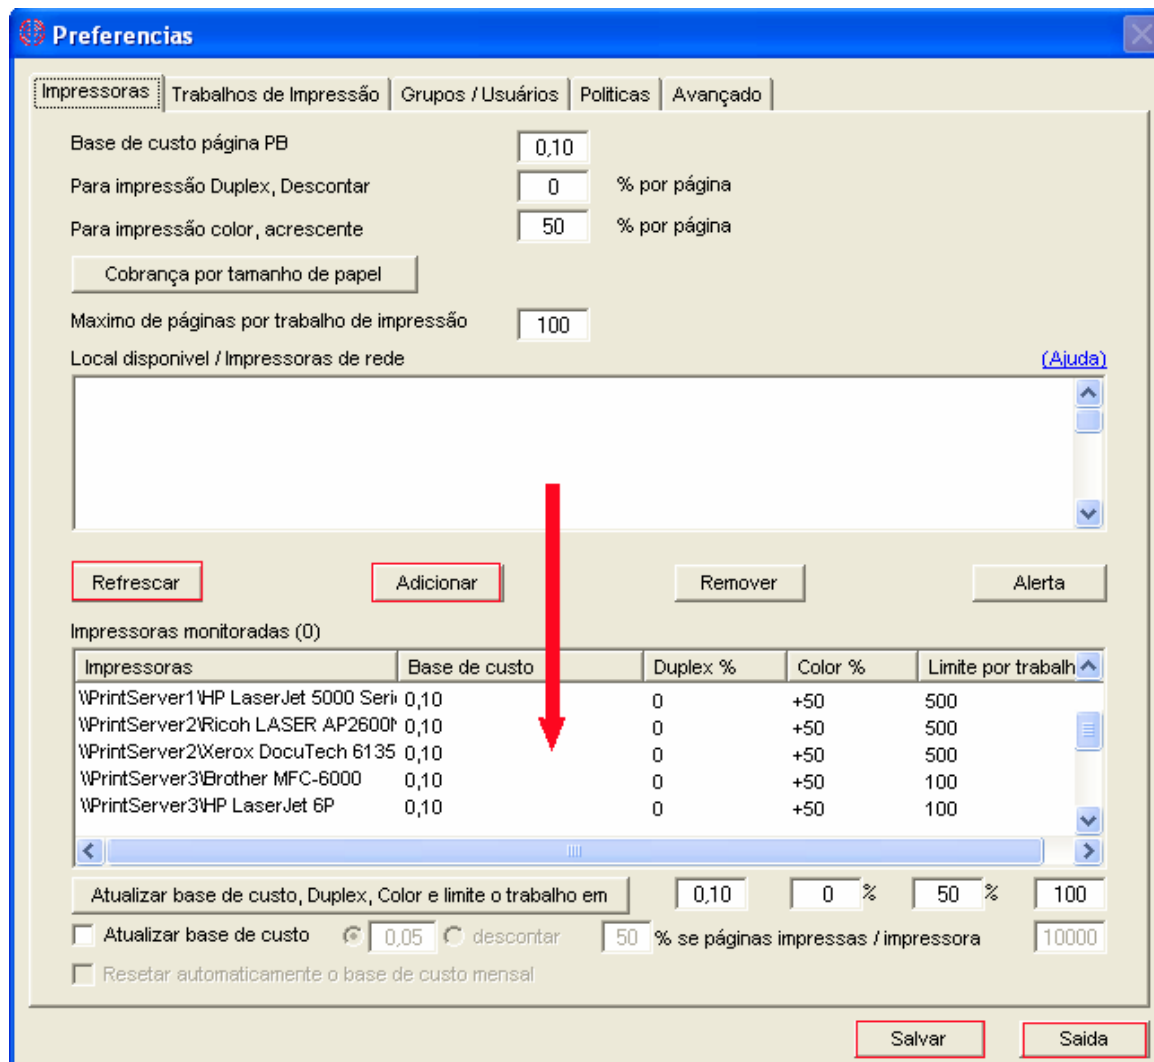 Preferencias
Impressoras Trabalhos de Impressão Grupos / Usuários Politicas Avançado
Base de custo página PB 0,10
Para impressão Duplex, Descontar 0 % por página
Para impressão color, acrescente 50 % por página
Cobrança por tamanho de papel
Maximo de páginas por trabalho de impressão 100
Local disponivel / Impressoras de rede (Ajuda)
Refrescar Adicionar Remover Alerta
Impressoras monitoradas (0)
Impressoras Base de custo Duplex % Color % Limite por trabalh
\\PrintServer1\HP LaserJet 5000 Seri 0,10 0 +50 500
\\PrintServer2\Ricoh LASER AP2600N 0,10 0 +50 500
\\PrintServer2\Xerox DocuTech 6135 0,10 0 +50 500
\\PrintServer3\Brother MFC-6000 0,10 0 +50 100
\\PrintServer3\HP LaserJet 6P 0,10 0 +50 100
Atualizar base de custo, Duplex, Color e limite o trabalho em 0,10 0 % 50 % 100
Atualizar base de custo 0,05 descontar 50 % se páginas impressas / impressora 10000
Resetar automaticamente o base de custo mensal
Salvar Saida